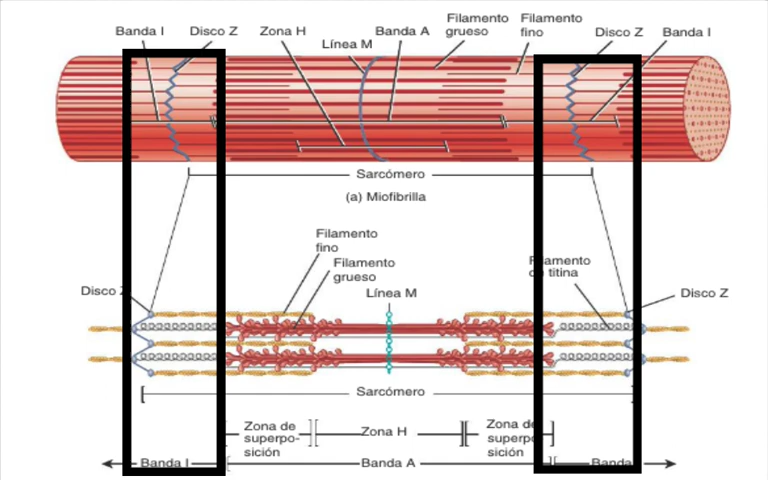 Banda I
Disco Z
Zona H
Línea M
Banda A
Filamento
grueso
Filamento
fino
Disco Z
Banda I
Sarcómero
(a) Miofibrilla
Filamento
fino
Filamento
grueso
Línea M
Filamento
de titina
Disco Z
Disco Z
Sarcómero
Zona de
superpo-
sición
Zona H
Zona de
superpo-
sición
Banda I
Banda A
Banda